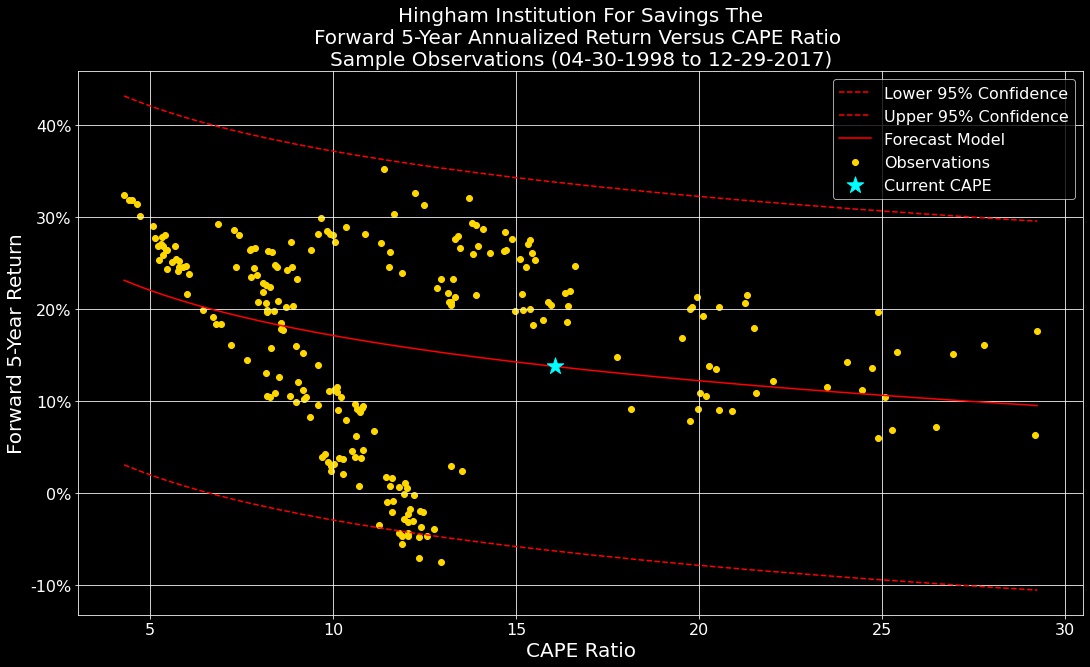 Hingham Institution For Savings The
Forward 5-Year Annualized Return Versus CAPE Ratio
Sample Observations (04-30-1998 to 12-29-2017)
Lower 95% Confidence
Upper 95% Confidence
Forecast Model
Observations
Current CAPE
Forward 5-Year Return
40%
30%
20%
10%
0%
-10%
5
10
15
20
25
30
CAPE Ratio